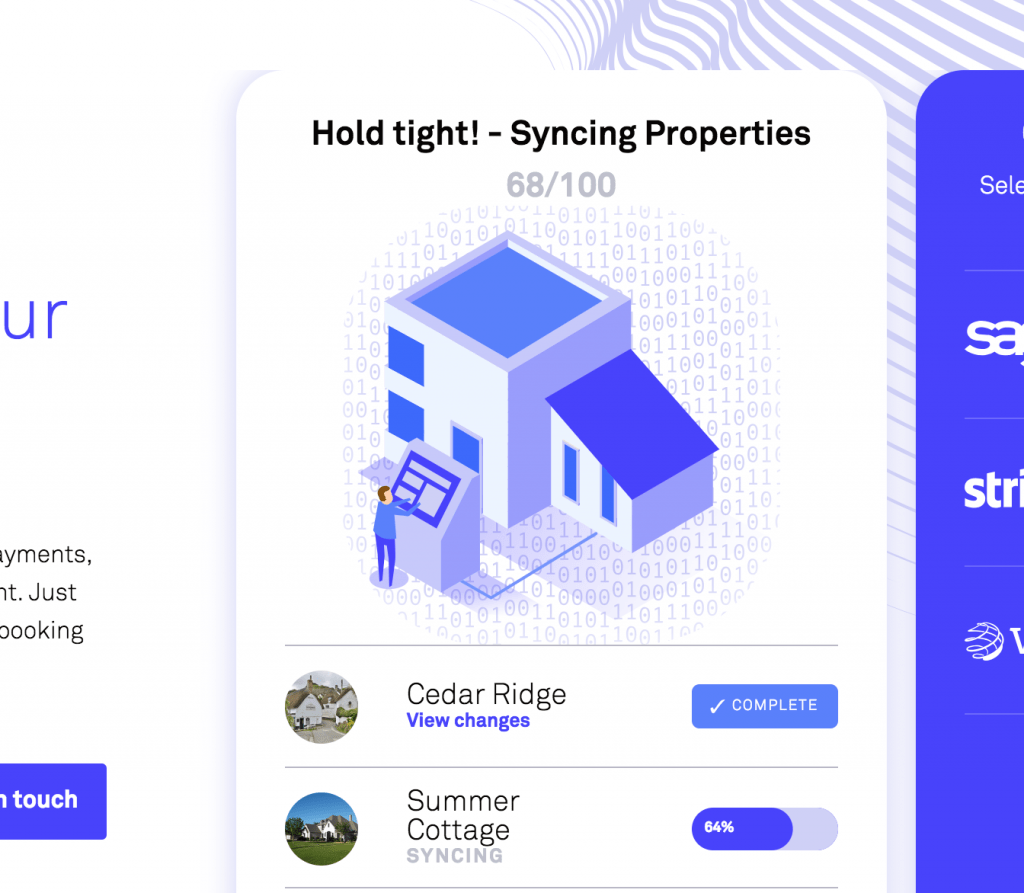 Hold tight! - Syncing Properties
68/100
ur
ayments,
nt. Just
boooking
n touch
Cedar Ridge
View changes
✓ COMPLETE
Summer
Cottage
SYNCING
64%
Sele
sa
stri